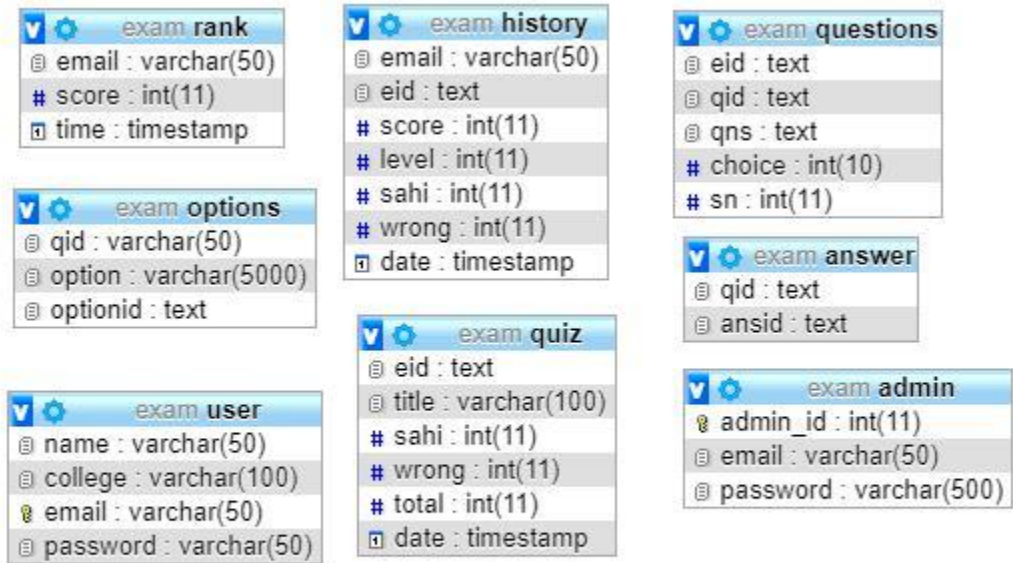 exam rank
email : varchar(50)
# score : int(11)
time : timestamp
exam history
email : varchar(50)
eid : text
# score : int(11)
# level : int(11)
# sahi : int(11)
# wrong : int(11)
date : timestamp
exam questions
eid : text
qid : text
qns : text
# choice : int(10)
# sn : int(11)
exam options
qid : varchar(50)
option : varchar(5000)
optionid : text
exam answer
qid : text
ansid : text
exam quiz
eid : text
title : varchar(100)
# sahi : int(11)
# wrong : int(11)
# total : int(11)
date : timestamp
exam user
name : varchar(50)
college : varchar(100)
email : varchar(50)
password : varchar(50)
exam admin
admin_id : int(11)
email : varchar(50)
password : varchar(500)